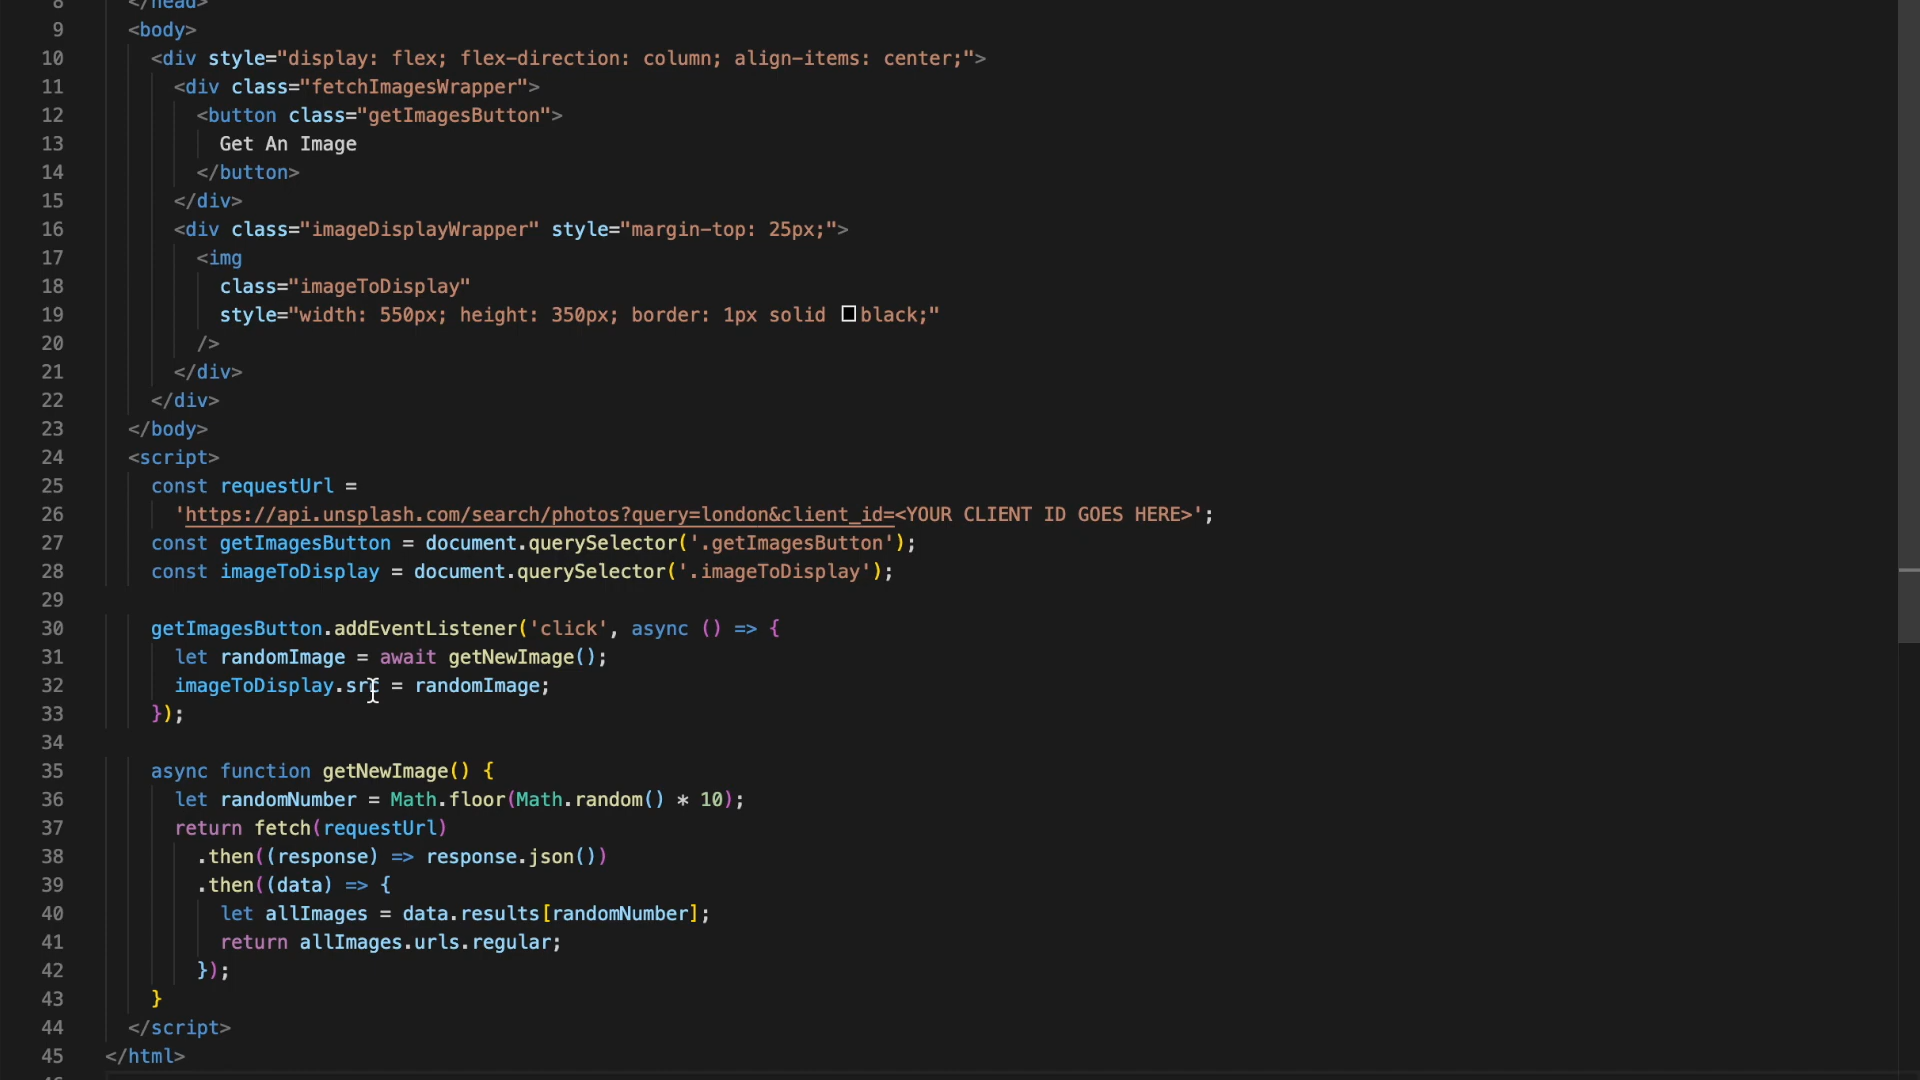 8 </head>
9 <body>
10 <div style="display: flex; flex-direction: column; align-items: center;">
11 <div class="fetchImagesWrapper">
12 <button class="getImagesButton">
13 Get An Image
14 </button>
15 </div>
16 <div class="imageDisplayWrapper" style="margin-top: 25px;">
17 <img
18 class="imageToDisplay"
19 style="width: 550px; height: 350px; border: 1px solid black;"
20 />
21 </div>
22 </div>
23 </body>
24 <script>
25 const requestUrl =
26 'https://api.unsplash.com/search/photos?query=london&client_id=<YOUR CLIENT ID GOES HERE>';
27 const getImagesButton = document.querySelector('.getImagesButton');
28 const imageToDisplay = document.querySelector('.imageToDisplay');
29
30 getImagesButton.addEventListener('click', async () => {
31 let randomImage = await getNewImage();
32 imageToDisplay.src = randomImage;
33 });
34
35 async function getNewImage() {
36 let randomNumber = Math.floor(Math.random() * 10);
37 return fetch(requestUrl)
38 .then((response) => response.json())
39 .then((data) => {
40 let allImages = data.results[randomNumber];
41 return allImages.urls.regular;
42 });
43 }
44 </script>
45 </html>